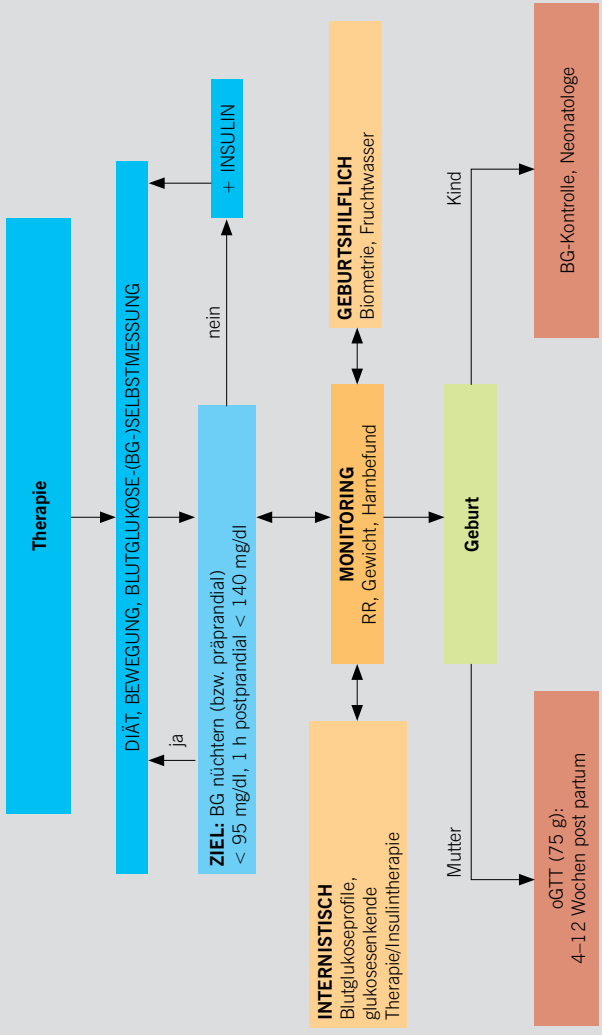 Therapie
DIÄT, BEWEGUNG, BLUTGLUKOSE-(BG-)SELBSTMESSUNG
ja
ZIEL: BG nüchtern (bzw. präprandial)
< 95 mg/dl, 1 h postprandial < 140 mg/dl
nein
+ INSULIN
INTERNISTISCH
Blutglukoseprofile,
glukosesenkende
Therapie/Insulintherapie
MONITORING
RR, Gewicht, Harnbefund
GEBURTSHILFLICH
Biometrie, Fruchtwasser
Geburt
Mutter
Kind
oGTT (75 g):
4–12 Wochen post partum
BG-Kontrolle, Neonatologe